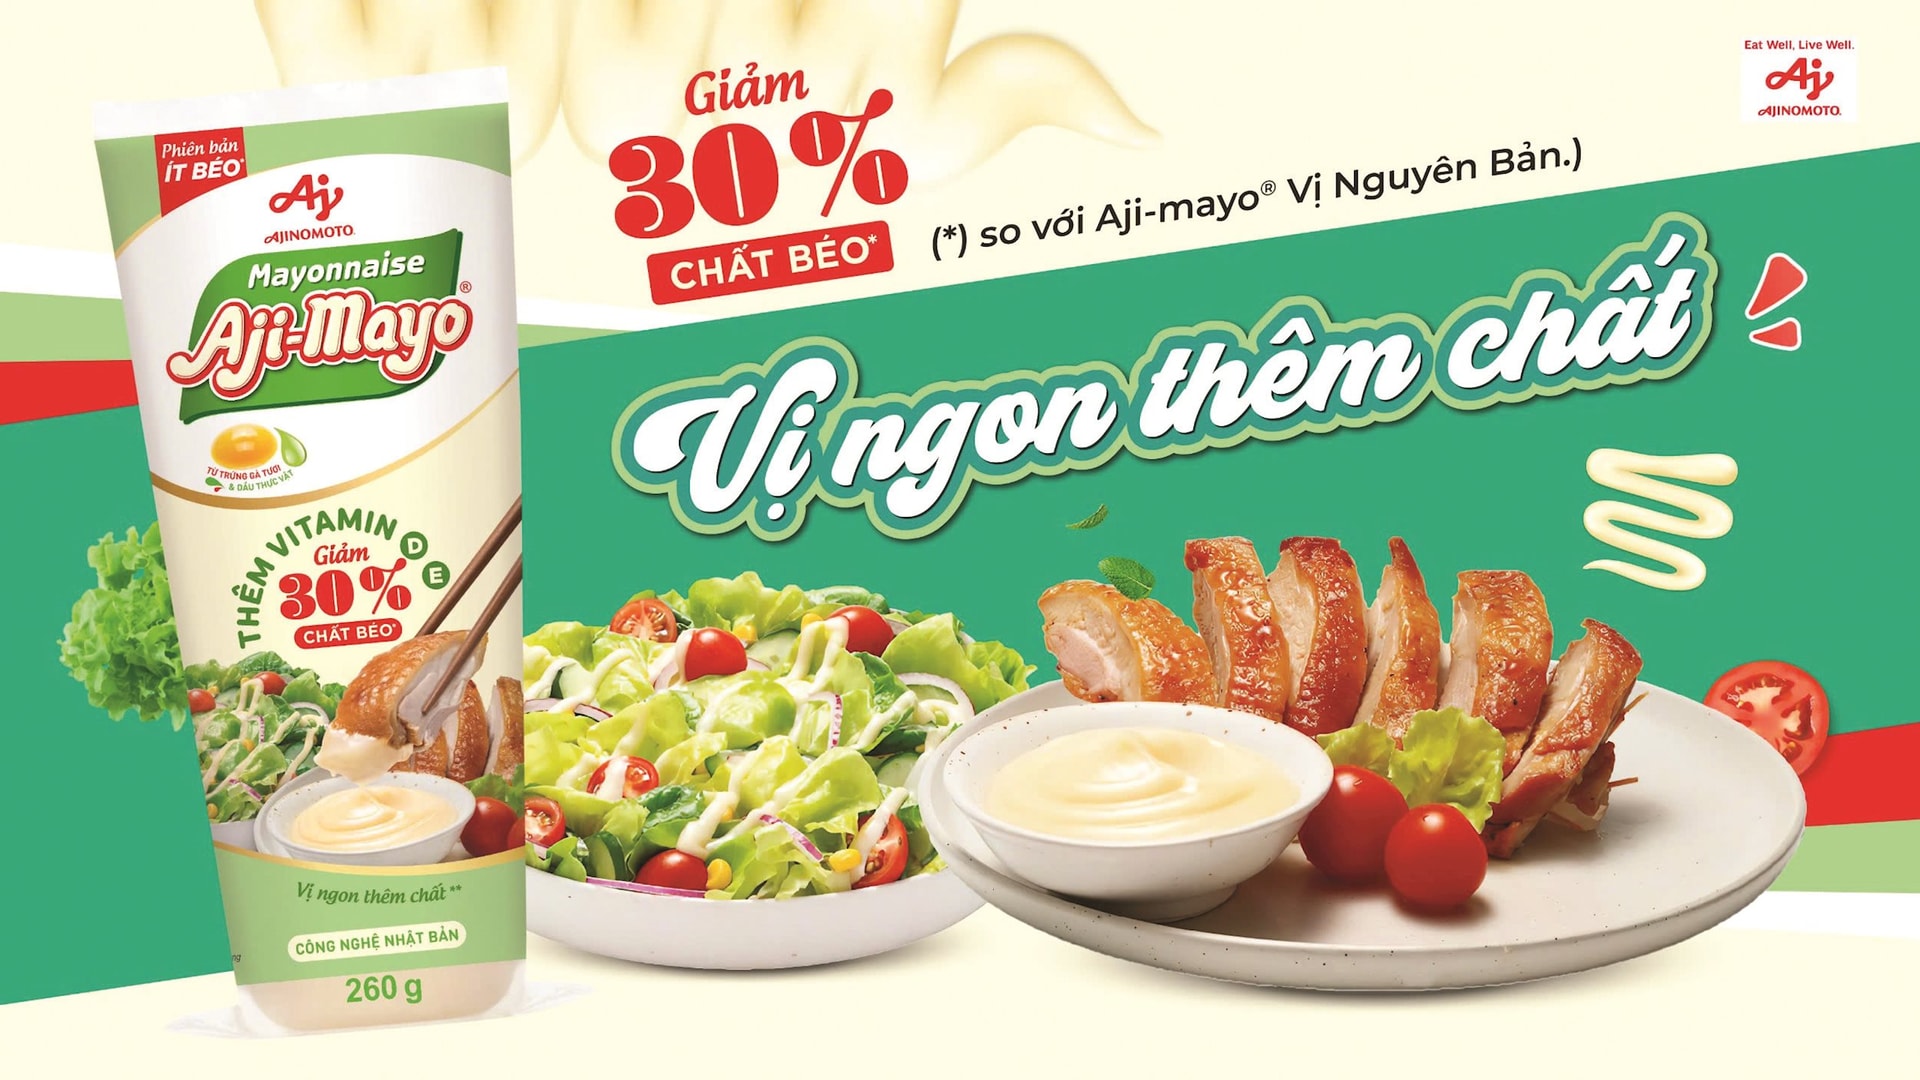 Eat Well, Live Well.
Aj
AJINOMOTO.
Giảm
30%
CHẤT BÉO*
(*) so với Aji-mayo® Vị Nguyên Bản.)
Vị ngon thêm chất
Phiên bản
ÍT BÉO*
Aj
AJINOMOTO.
Mayonnaise
Aji-Mayo®
TỪ TRỨNG GÀ TƯƠI
& DẦU THỰC VẬT
THÊM VITAMIN D E
Giảm
30%
CHẤT BÉO*
Vị ngon thêm chất**
CÔNG NGHỆ NHẬT BẢN
260 g